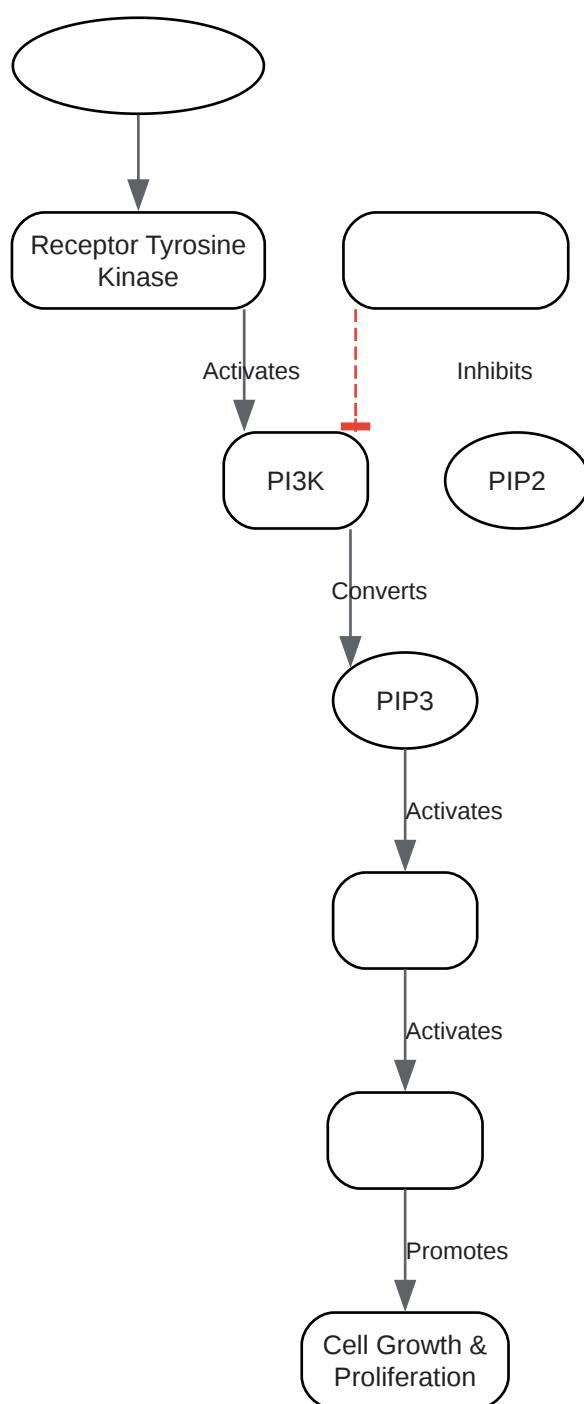 Receptor Tyrosine
Kinase
Activates
Inhibits
PI3K
PIP2
Converts
PIP3
Activates
Activates
Promotes
Cell Growth &
Proliferation